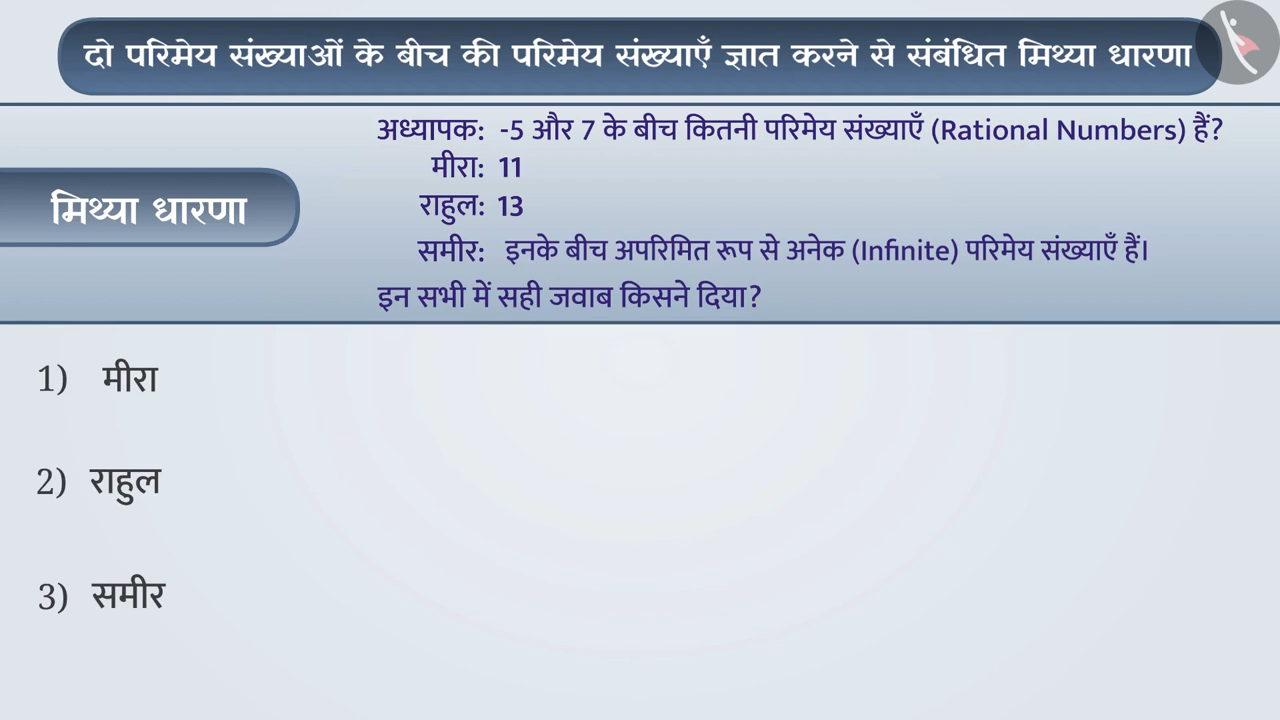 दो परिमेय संख्याओं के बीच की परिमेय संख्याएँ ज्ञात करने से संबंधित मिथ्या धारणा
मिथ्या धारणा
अध्यापक: -5 और 7 के बीच कितनी परिमेय संख्याएँ (Rational Numbers) हैं?
मीरा: 11
राहुल: 13
समीर: इनके बीच अपरिमित रूप से अनेक (Infinite) परिमेय संख्याएँ हैं।
इन सभी में सही जवाब किसने दिया?
1) मीरा
2) राहुल
3) समीर